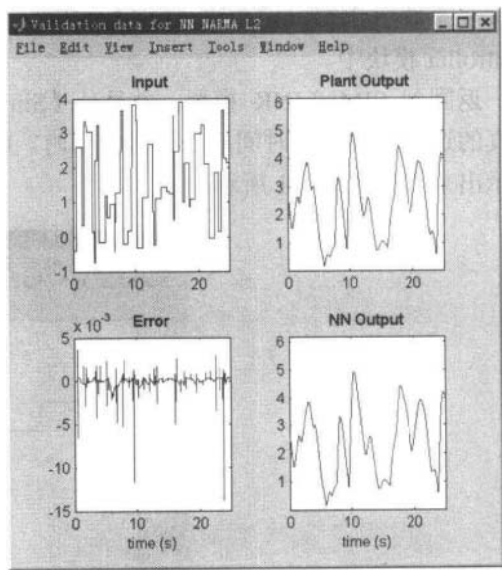 Validation data for NN NARMA L2
File Edit View Insert Tools Window Help
Input
4
3
2
1
0
-1
0 10 20
Plant Output
6
5
4
3
2
1
0 10 20
Error
x 10⁻³
5
0
-5
-10
-15
0 10 20
time (s)
NN Output
6
5
4
3
2
1
0 10 20
time (s)